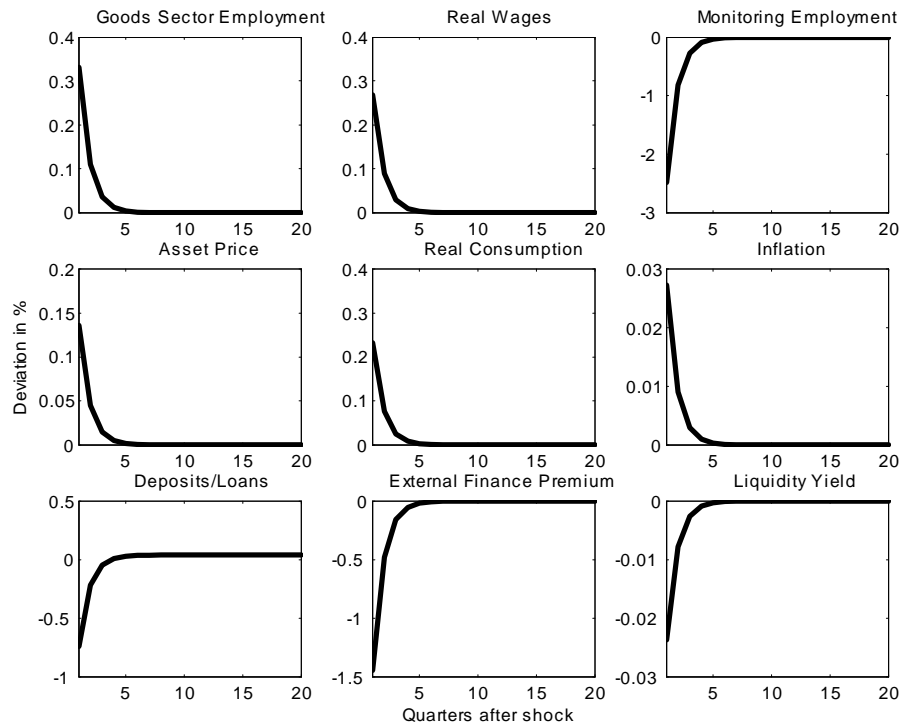 Goods Sector Employment
Real Wages
Monitoring Employment
0.4
0.3
0.2
0.1
0
5 10 15 20
0.4
0.3
0.2
0.1
0
5 10 15 20
0
-1
-2
-3
5 10 15 20
Asset Price
Real Consumption
Inflation
Deviation in %
0.2
0.15
0.1
0.05
0
5 10 15 20
0.4
0.3
0.2
0.1
0
5 10 15 20
0.03
0.02
0.01
0
5 10 15 20
Deposits/Loans
External Finance Premium
Liquidity Yield
0.5
0
-0.5
-1
5 10 15 20
0
-0.5
-1
-1.5
5 10 15 20
0
-0.01
-0.02
-0.03
5 10 15 20
Quarters after shock